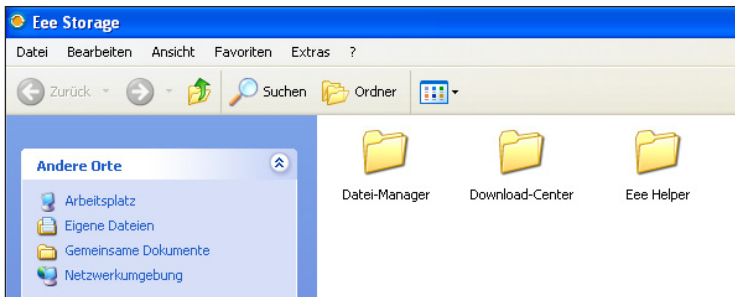 Eee Storage
Datei Bearbeiten Ansicht Favoriten Extras ?
Zurück Suchen Ordner
Andere Orte
Arbeitsplatz
Eigene Dateien
Gemeinsame Dokumente
Netzwerkumgebung
Datei-Manager Download-Center Eee Helper